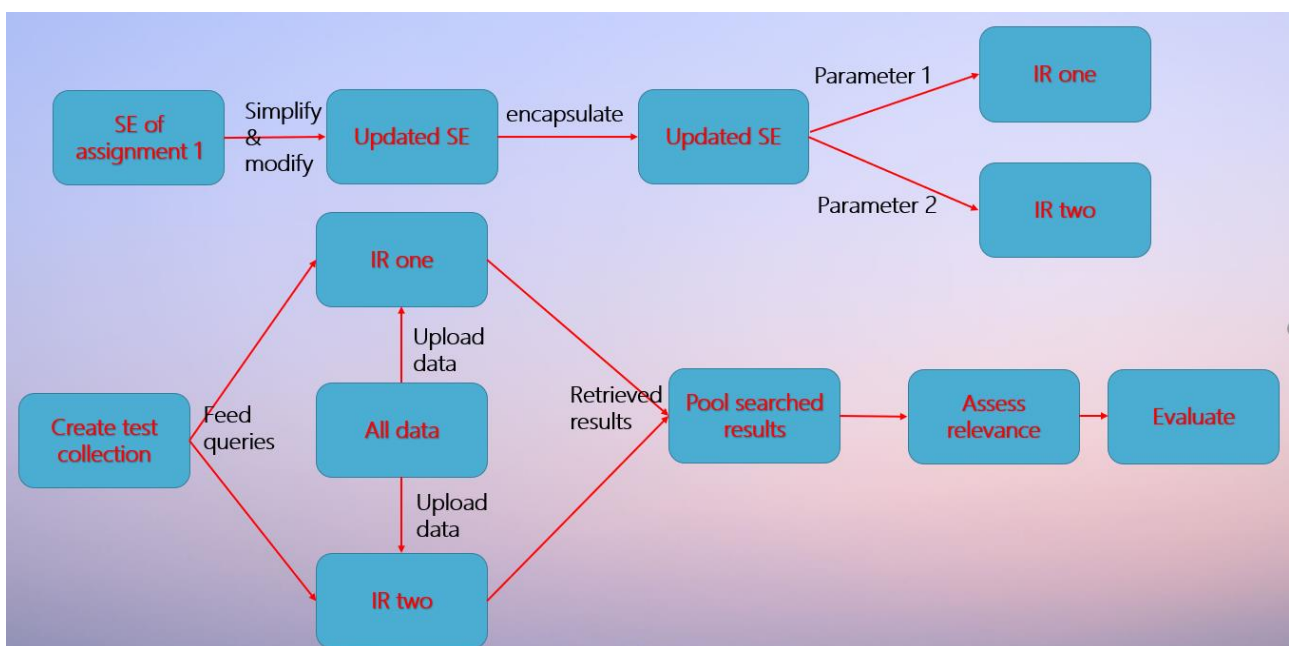 SE of
assignment 1
Simplify
&
modify
Updated SE
encapsulate
Updated SE
Parameter 1
IR one
Parameter 2
IR two
Create test
collection
Feed
queries
IR one
Upload
data
All data
Upload
data
IR two
Retrieved
results
Pool searched
results
Assess
relevance
Evaluate